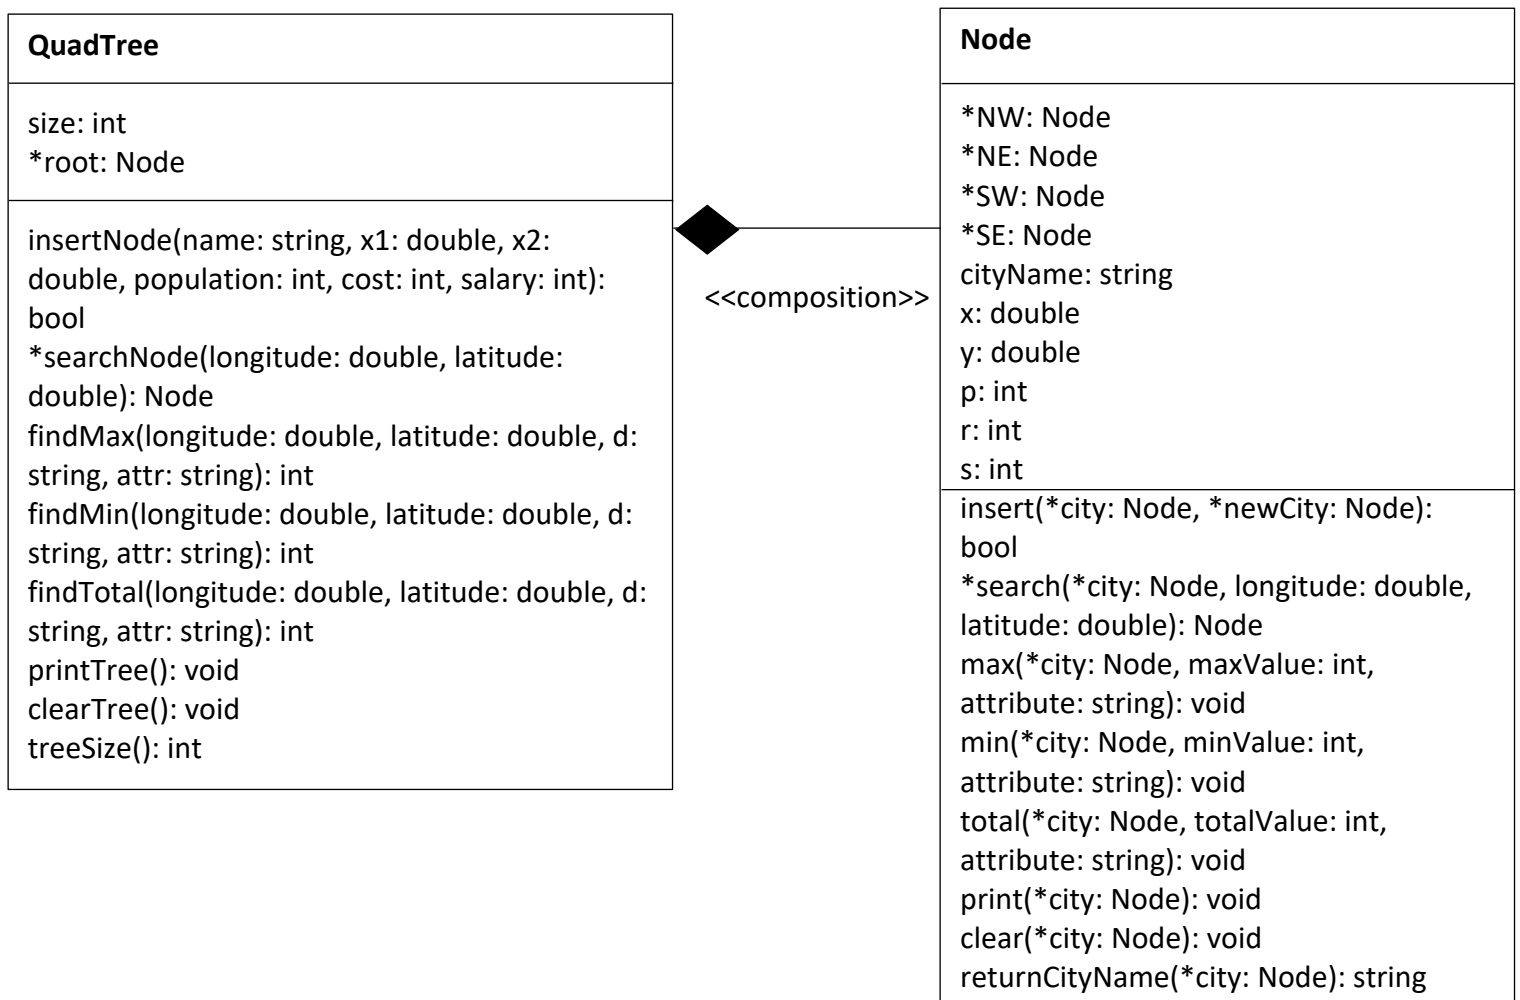 QuadTree
size: int
*root: Node
insertNode(name: string, x1: double, x2:
double, population: int, cost: int, salary: int):
bool
*searchNode(longitude: double, latitude:
double): Node
findMax(longitude: double, latitude: double, d:
string, attr: string): int
findMin(longitude: double, latitude: double, d:
string, attr: string): int
findTotal(longitude: double, latitude: double, d:
string, attr: string): int
printTree(): void
clearTree(): void
treeSize(): int
<<composition>>
Node
*NW: Node
*NE: Node
*SW: Node
*SE: Node
cityName: string
x: double
y: double
p: int
r: int
s: int
insert(*city: Node, *newCity: Node):
bool
*search(*city: Node, longitude: double,
latitude: double): Node
max(*city: Node, maxValue: int,
attribute: string): void
min(*city: Node, minValue: int,
attribute: string): void
total(*city: Node, totalValue: int,
attribute: string): void
print(*city: Node): void
clear(*city: Node): void
returnCityName(*city: Node): string